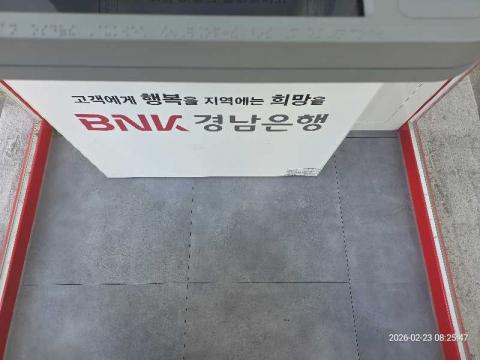 고객에게 행복을 지역에는 희망을
BNK 경남은행
2026-02-23 08:25:47